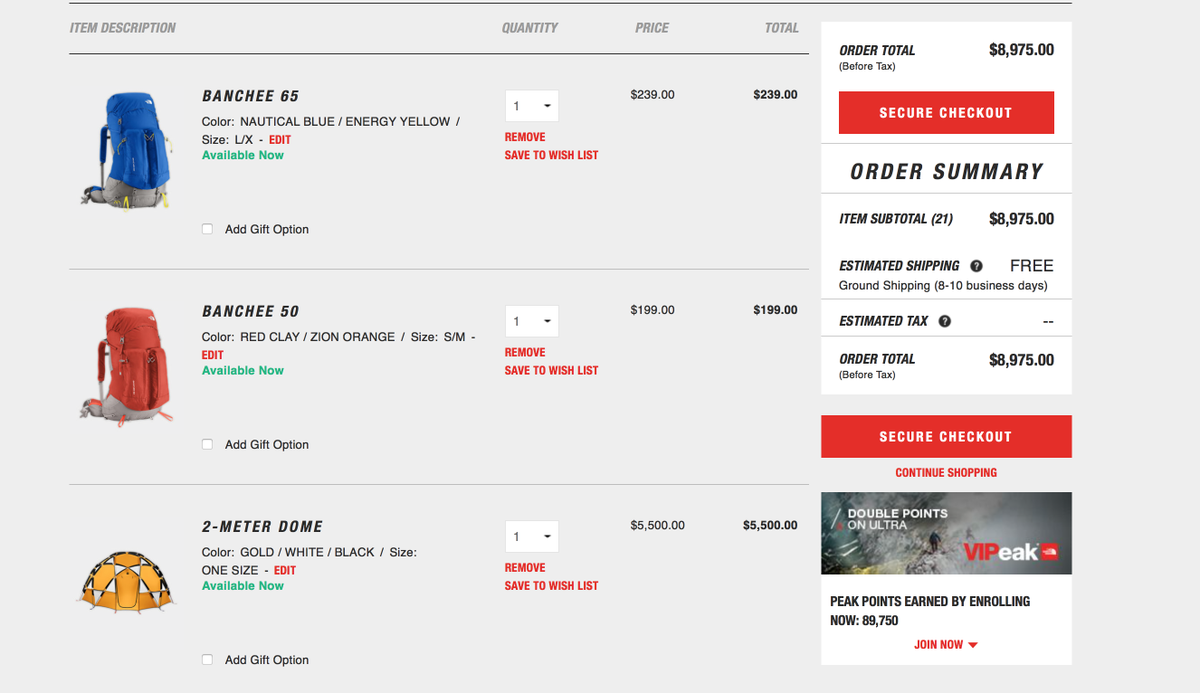 ITEM DESCRIPTION QUANTITY PRICE TOTAL
BANCHEE 65
Color: NAUTICAL BLUE / ENERGY YELLOW /
Size: L/X - EDIT
Available Now
1
REMOVE
SAVE TO WISH LIST
$239.00 $239.00
Add Gift Option
BANCHEE 50
Color: RED CLAY / ZION ORANGE / Size: S/M -
EDIT
Available Now
1
REMOVE
SAVE TO WISH LIST
$199.00 $199.00
Add Gift Option
2-METER DOME
Color: GOLD / WHITE / BLACK / Size:
ONE SIZE - EDIT
Available Now
1
REMOVE
SAVE TO WISH LIST
$5,500.00 $5,500.00
Add Gift Option
ORDER TOTAL $8,975.00
(Before Tax)
SECURE CHECKOUT
ORDER SUMMARY
ITEM SUBTOTAL (21) $8,975.00
ESTIMATED SHIPPING ? FREE
Ground Shipping (8-10 business days)
ESTIMATED TAX ? --
ORDER TOTAL $8,975.00
(Before Tax)
SECURE CHECKOUT
CONTINUE SHOPPING
DOUBLE POINTS
ON ULTRA
VIPeak
PEAK POINTS EARNED BY ENROLLING
NOW: 89,750
JOIN NOW